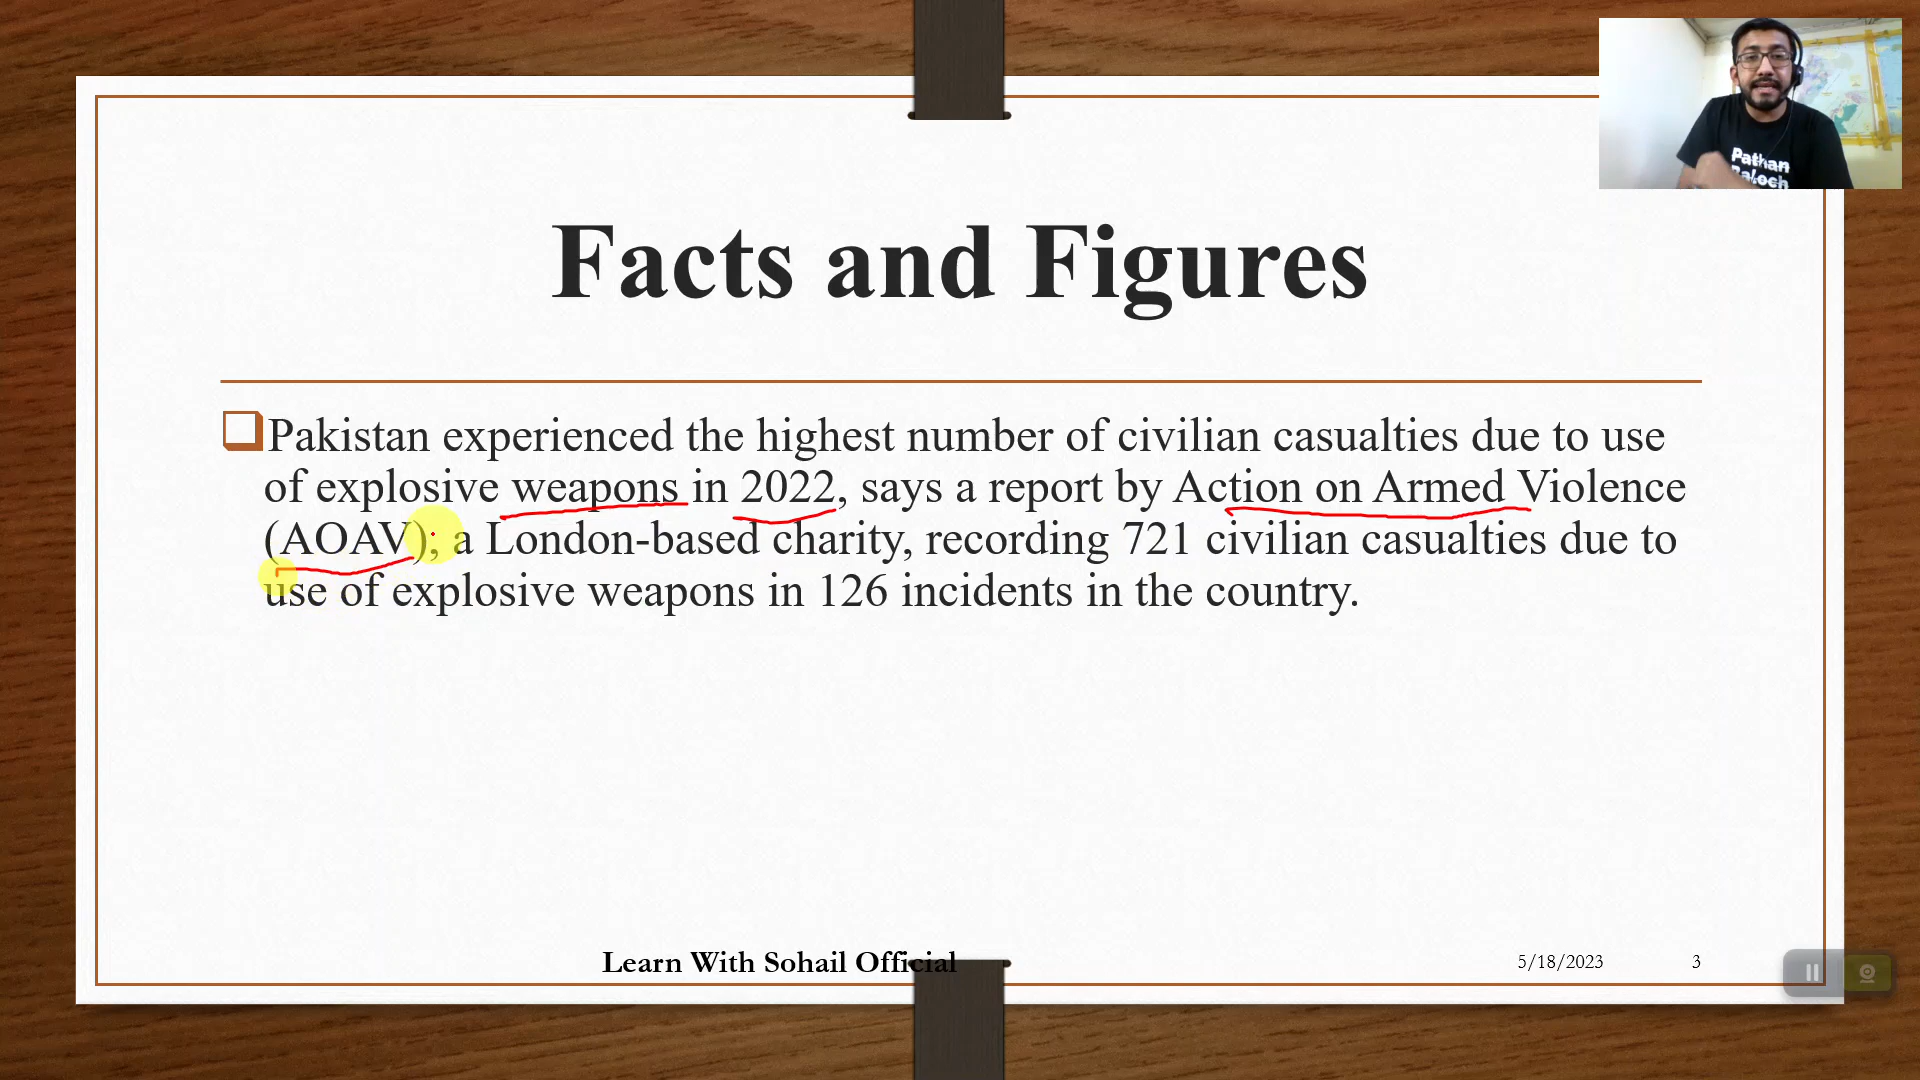 Pathan
Baloch
Facts and Figures
Pakistan experienced the highest number of civilian casualties due to use
of explosive weapons in 2022, says a report by Action on Armed Violence
(AOAV); a London-based charity, recording 721 civilian casualties due to
use of explosive weapons in 126 incidents in the country.
Learn With Sohail Official
5/18/2023
3